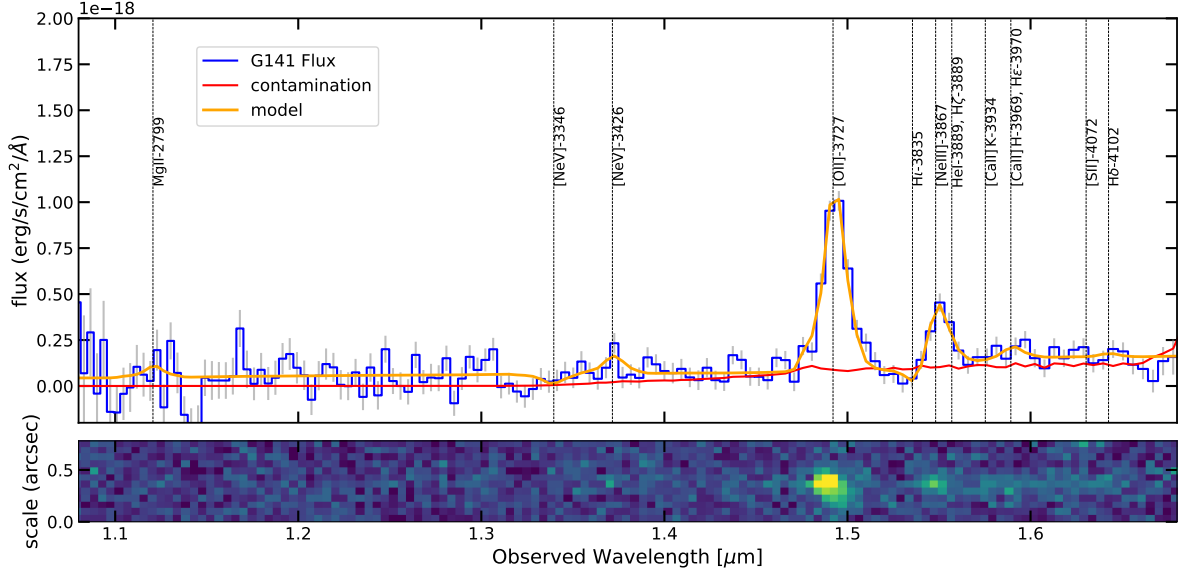 1e−18
2.00
1.75
1.50
1.25
1.00
0.75
0.50
0.25
0.00
flux (erg/s/cm²/Å)
G141 Flux
contamination
model
MgII-2799
[NeV]-3346
[NeV]-3426
[OII]-3727
Hι-3835
[NeIII]-3867
HeI-3889, Hζ-3889
[CaII]K-3934
[CaII]H-3969, Hε-3970
[SII]-4072
Hδ-4102
scale (arcsec)
0.5
0.0
1.1 1.2 1.3 1.4 1.5 1.6
Observed Wavelength [μm]